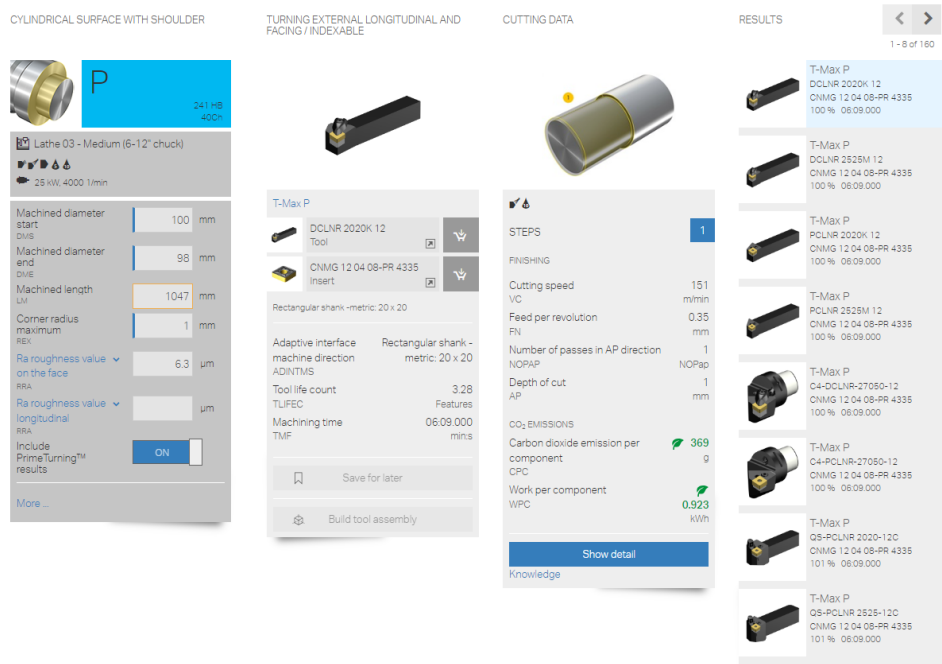 CYLINDRICAL SURFACE WITH SHOULDER
P
241 HB
40Ch
Lathe 03 - Medium (6-12" chuck)
25 kW, 4000 1/min
Machined diameter
start
100 mm
DMS
Machined diameter
end
98 mm
DME
Machined length
1047 mm
LM
Corner radius
maximum
1 mm
REX
Ra roughness value
on the face
6.3 µm
RRA
Ra roughness value
longitudinal
µm
RRA
Include
PrimeTurning™
results
ON
More ...
TURNING EXTERNAL LONGITUDINAL AND
FACING / INDEXABLE
T-Max P
DCLNR 2020K 12
Tool
CNMG 12 04 08-PR 4335
Insert
Rectangular shank -metric: 20 x 20
Adaptive interface Rectangular shank -
machine direction metric: 20 x 20
ADINTMS
Tool life count 3.28
TLIFEC Features
Machining time 06:09.000
TMF min:s
Save for later
Build tool assembly
CUTTING DATA
1
STEPS 1
FINISHING
Cutting speed 151
VC m/min
Feed per revolution 0.35
FN mm
Number of passes in AP direction 1
NOPAP NOPap
Depth of cut 1
AP mm
CO₂ EMISSIONS
Carbon dioxide emission per 369
component g
CPC
Work per component
WPC 0.923
kWh
Show detail
Knowledge
RESULTS
1 - 8 of 160
T-Max P
DCLNR 2020K 12
CNMG 12 04 08-PR 4335
100 % 06:09.000
T-Max P
DCLNR 2525M 12
CNMG 12 04 08-PR 4335
100 % 06:09.000
T-Max P
PCLNR 2020K 12
CNMG 12 04 08-PR 4335
100 % 06:09.000
T-Max P
PCLNR 2525M 12
CNMG 12 04 08-PR 4335
100 % 06:09.000
T-Max P
C4-DCLNR-27050-12
CNMG 12 04 08-PR 4335
100 % 06:09.000
T-Max P
C4-PCLNR-27050-12
CNMG 12 04 08-PR 4335
100 % 06:09.000
T-Max P
QS-PCLNR 2020-12C
CNMG 12 04 08-PR 4335
101 % 06:09.000
T-Max P
QS-PCLNR 2525-12C
CNMG 12 04 08-PR 4335
101 % 06:09.000